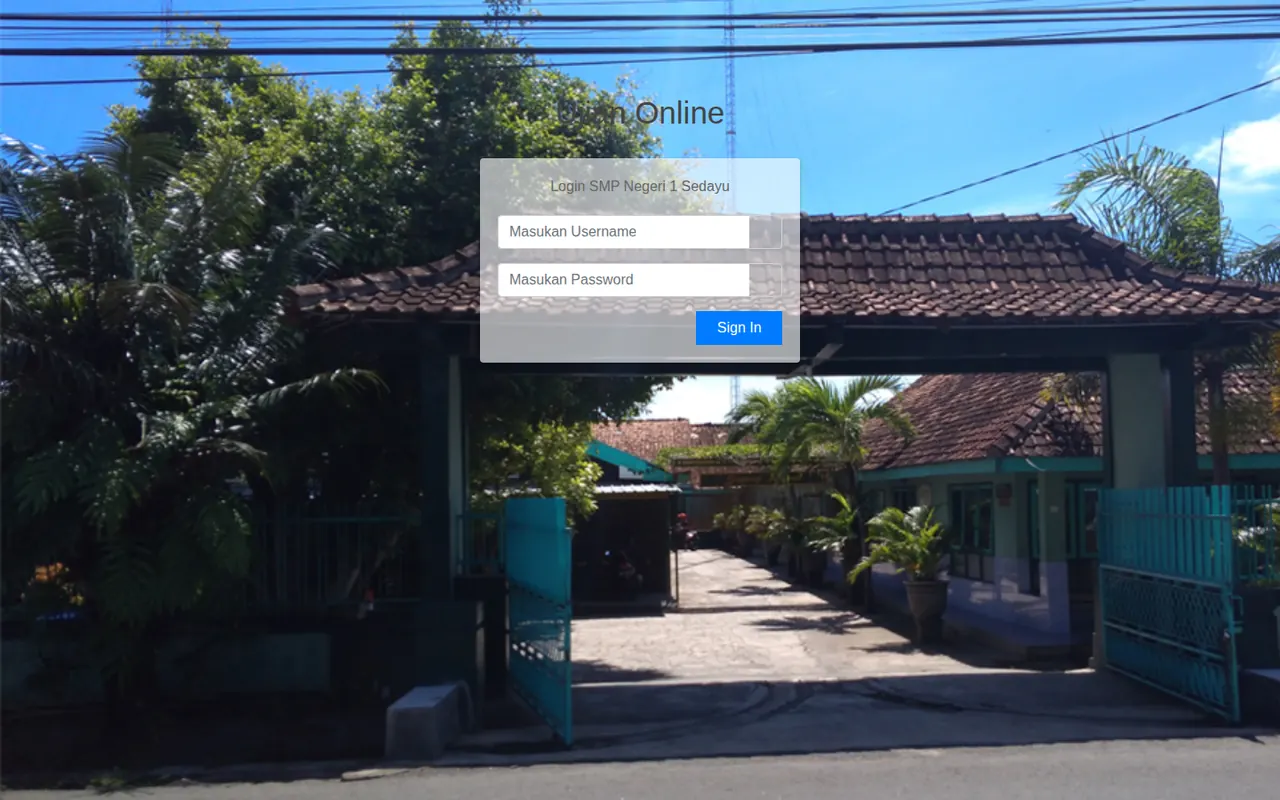 Ujian Online
Login SMP Negeri 1 Sedayu
Masukan Username
Masukan Password
Sign In